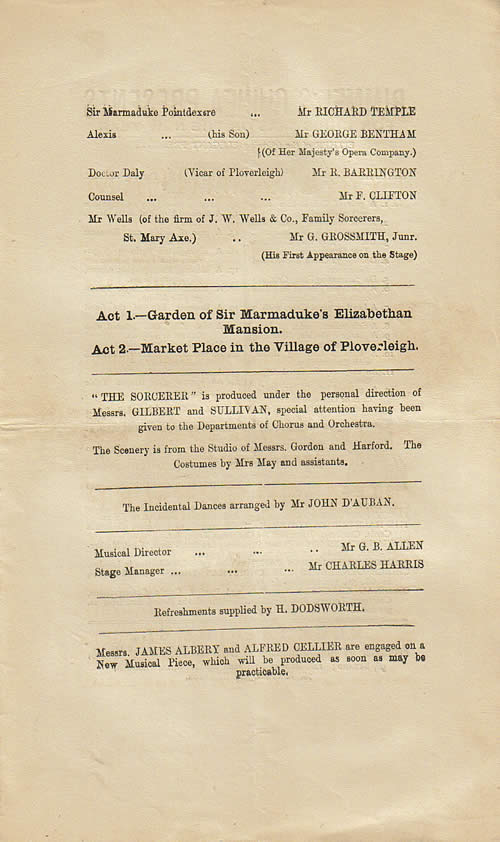 Sir Marmaduke Pointdexsre ... Mr RICHARD TEMPLE
Alexis ... (his Son) Mr GEORGE BENTHAM
(Of Her Majesty's Opera Company.)
Doctor Daly (Vicar of Ploverleigh) Mr R. BARRINGTON
Counsel ... ... ... Mr F. CLIFTON
Mr Wells (of the firm of J. W. Wells & Co., Family Sorcerers,
St. Mary Axe.) .. Mr G. GROSSMITH, Junr.
(His First Appearance on the Stage)
Act 1.—Garden of Sir Marmaduke's Elizabethan
Mansion.
Act 2.—Market Place in the Village of Ploverleigh.
"THE SORCERER" is produced under the personal direction of
Messrs. GILBERT and SULLIVAN, special attention having been
given to the Departments of Chorus and Orchestra.
The Scenery is from the Studio of Messrs. Gordon and Harford. The
Costumes by Mrs May and assistants.
The Incidental Dances arranged by Mr JOHN D'AUBAN.
Musical Director ... ... .. Mr G. B. ALLEN
Stage Manager ... ... ... Mr CHARLES HARRIS
Refreshments supplied by H. DODSWORTH.
Messrs. JAMES ALBERY and ALFRED CELLIER are engaged on a
New Musical Piece, which will be produced as soon as may be
practicable.